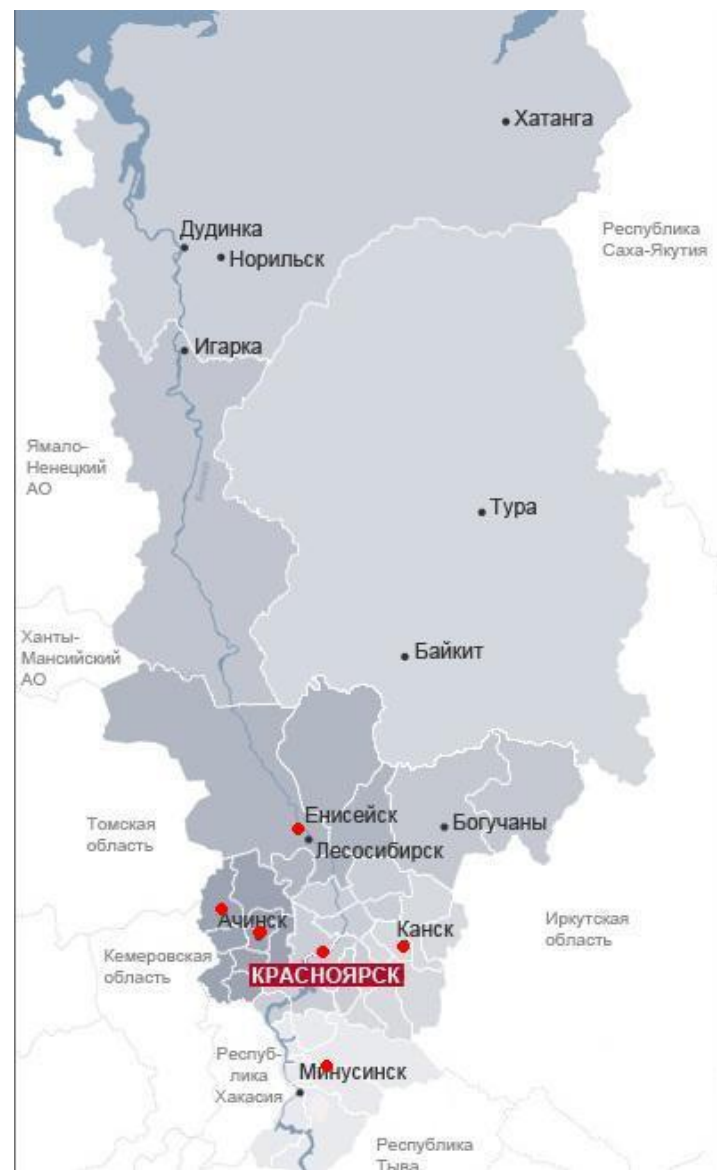 Хатанга
Дудинка
Норильск
Республика
Саха-Якутия
Игарка
Ямало-
Ненецкий
АО
Тура
Ханты-
Мансийский
АО
Байкит
Енисейск
Богучаны
Томская
область
Лесосибирск
Ачинск
Канск
Иркутская
область
Кемеровская
область
КРАСНОЯРСК
Респуб-
лика
Хакасия
Минусинск
Республика
Тыва